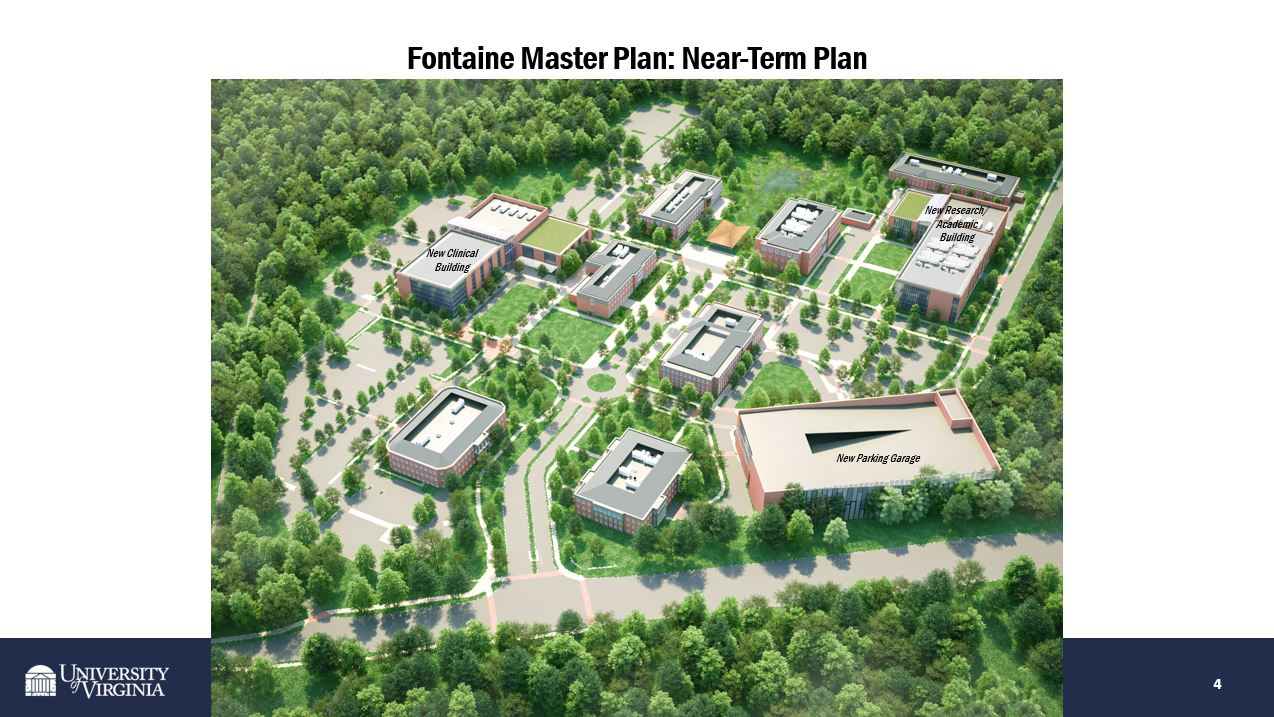 Fontaine Master Plan: Near-Term Plan
New Research/
Academic
Building
New Clinical
Building
New Parking Garage
UNIVERSITY
of VIRGINIA
4